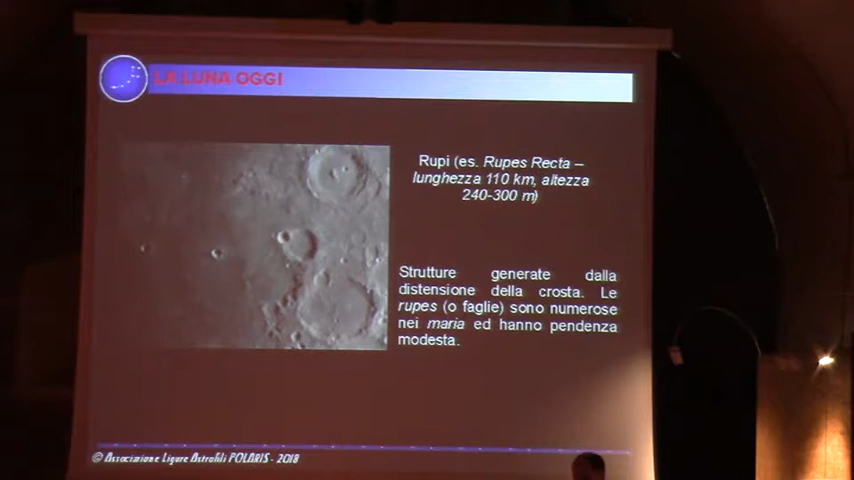 LA LUNA OGGI
Rupi (es. Rupes Recta –
lunghezza 110 km, altezza
240-300 m)
Strutture generate dalla
distensione della crosta. Le
rupes (o faglie) sono numerose
nei maria ed hanno pendenza
modesta.
© Associazione Ligure Astrofili POLARIS - 2018